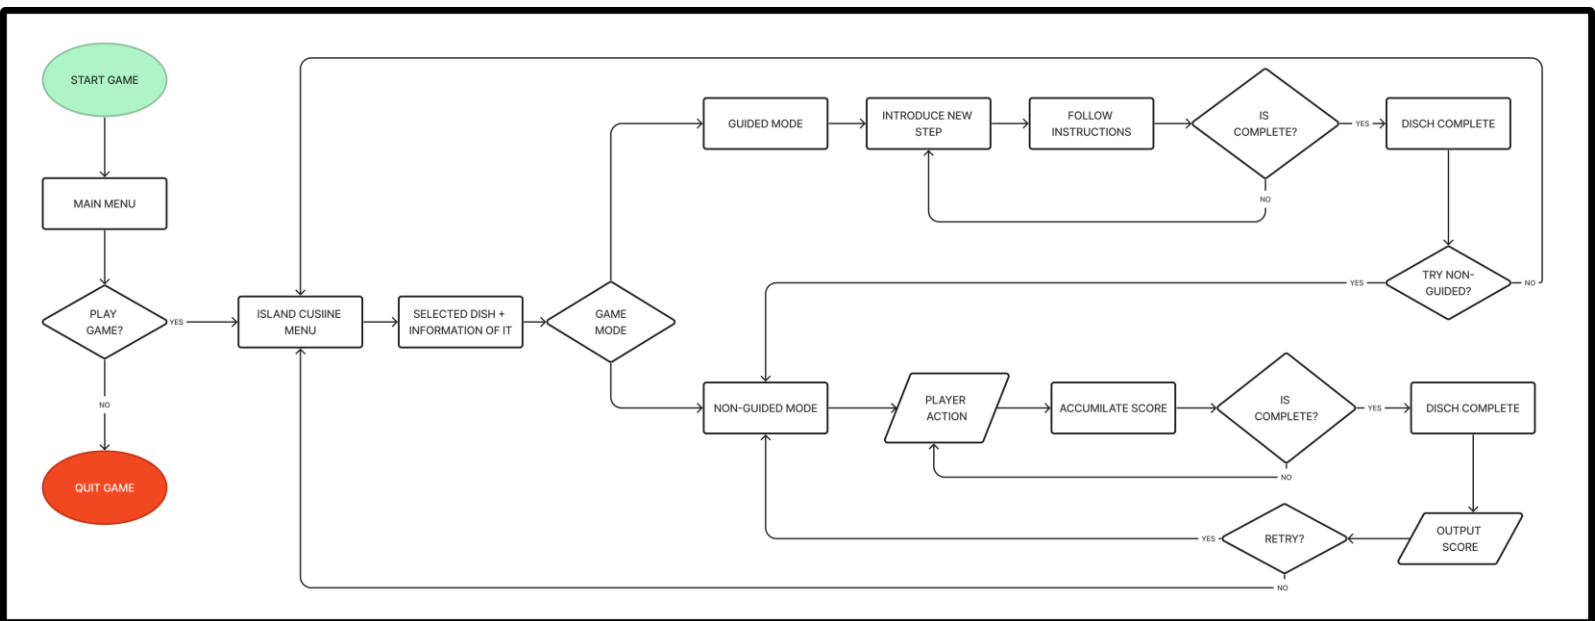 START GAME
MAIN MENU
PLAY
GAME?
YES
NO
QUIT GAME
ISLAND CUSIINE
MENU
SELECTED DISH +
INFORMATION OF IT
GAME
MODE
GUIDED MODE
INTRODUCE NEW
STEP
FOLLOW
INSTRUCTIONS
IS
COMPLETE?
YES
NO
DISCH COMPLETE
TRY NON-
GUIDED?
YES
NO
NON-GUIDED MODE
PLAYER
ACTION
ACCUMILATE SCORE
IS
COMPLETE?
YES
NO
DISCH COMPLETE
OUTPUT
SCORE
RETRY?
YES
NO